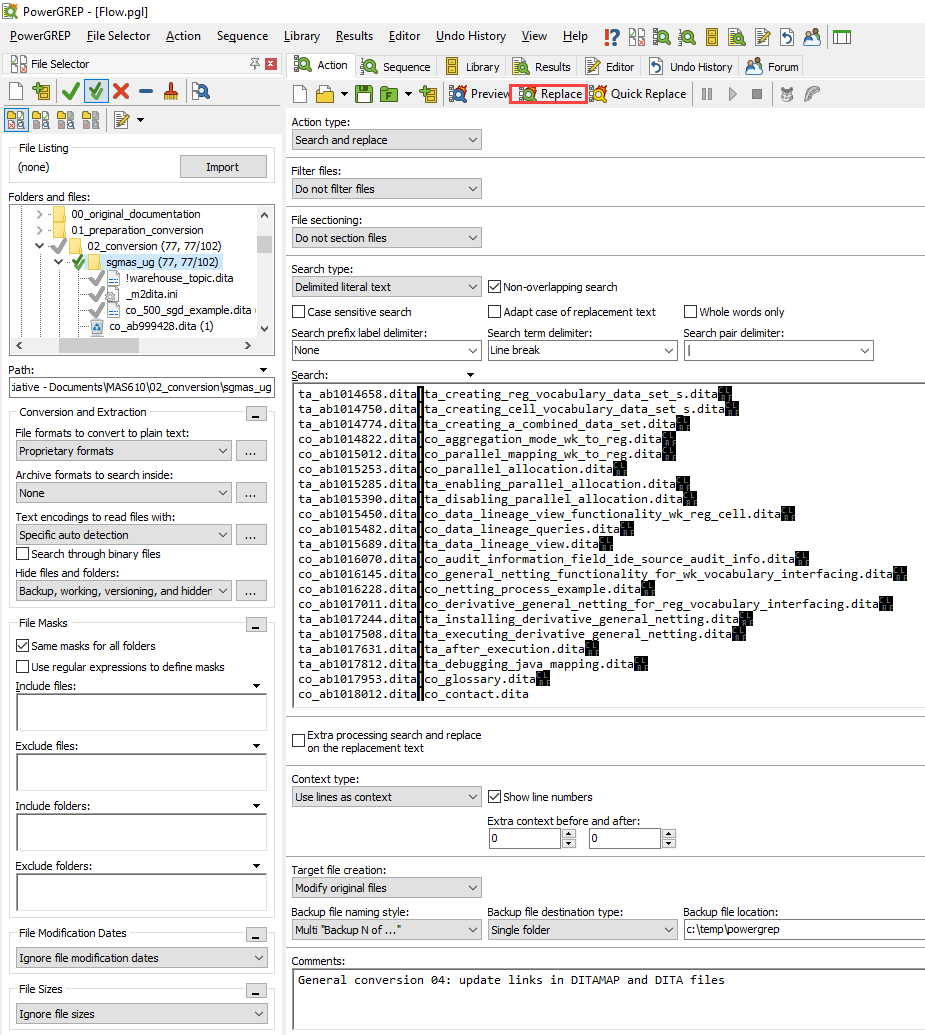 PowerGREP - [Flow.pgl]
PowerGREP File Selector Action Sequence Library Results Editor Undo History View Help
File Selector
Action Sequence Library Results Editor Undo History Forum
Preview Replace Quick Replace
File Listing
(none) Import
Folders and files:
00_original_documentation
01_preparation_conversion
02_conversion (77, 77/102)
sgmas_ug (77, 77/102)
!warehouse_topic.dita
_m2dita.ini
co_500_sgd_example.dita (
co_ab999428.dita (1)
Path:
iative - Documents\MAS610\02_conversion\sgmas_ug
Conversion and Extraction
File formats to convert to plain text:
Proprietary formats ...
Archive formats to search inside:
None ...
Text encodings to read files with:
Specific auto detection ...
Search through binary files
Hide files and folders:
Backup, working, versioning, and hidden ...
File Masks
Same masks for all folders
Use regular expressions to define masks
Include files:
Exclude files:
Include folders:
Exclude folders:
File Modification Dates
Ignore file modification dates
File Sizes
Ignore file sizes
Action type:
Search and replace
Filter files:
Do not filter files
File sectioning:
Do not section files
Search type:
Delimited literal text Non-overlapping search
Case sensitive search Adapt case of replacement text Whole words only
Search prefix label delimiter: Search term delimiter: Search pair delimiter:
None Line break |
Search:
ta_ab1014658.dita|ta_creating_reg_vocabulary_data_set_s.dita
ta_ab1014750.dita|ta_creating_cell_vocabulary_data_set_s.dita
ta_ab1014774.dita|ta_creating_a_combined_data_set.dita
co_ab1014822.dita|co_aggregation_mode_wk_to_reg.dita
co_ab1015012.dita|co_parallel_mapping_wk_to_reg.dita
co_ab1015253.dita|co_parallel_allocation.dita
ta_ab1015285.dita|ta_enabling_parallel_allocation.dita
ta_ab1015390.dita|ta_disabling_parallel_allocation.dita
co_ab1015450.dita|co_data_lineage_view_functionality_wk_reg_cell.dita
co_ab1015482.dita|co_data_lineage_queries.dita
ta_ab1015689.dita|ta_data_lineage_view.dita
co_ab1016070.dita|co_audit_information_field_ide_source_audit_info.dita
co_ab1016145.dita|co_general_netting_functionality_for_wk_vocabulary_interfacing.dita
co_ab1016228.dita|co_netting_process_example.dita
co_ab1017011.dita|co_derivative_general_netting_for_reg_vocabulary_interfacing.dita
ta_ab1017244.dita|ta_installing_derivative_general_netting.dita
ta_ab1017508.dita|ta_executing_derivative_general_netting.dita
ta_ab1017631.dita|ta_after_execution.dita
ta_ab1017812.dita|ta_debugging_java_mapping.dita
co_ab1017953.dita|co_glossary.dita
co_ab1018012.dita|co_contact.dita
Extra processing search and replace
on the replacement text
Context type:
Use lines as context Show line numbers
Extra context before and after:
0 0
Target file creation:
Modify original files
Backup file naming style: Backup file destination type: Backup file location:
Multi "Backup N of ..." Single folder c:\temp\powergrep
Comments:
General conversion 04: update links in DITAMAP and DITA files